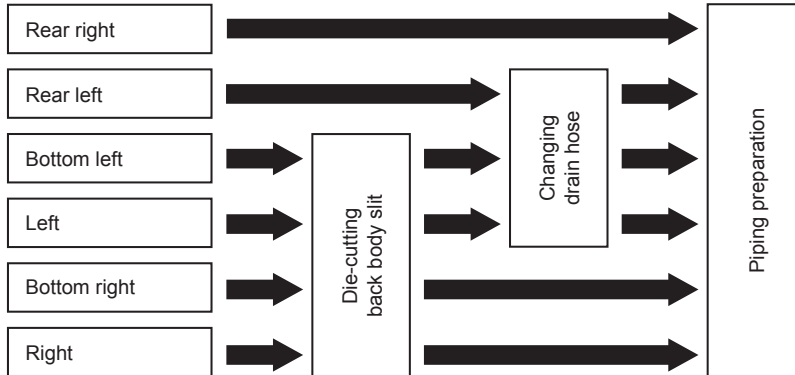 Rear right
Rear left
Bottom left
Left
Bottom right
Right
Die-cutting
back body slit
Changing
drain hose
Piping preparation